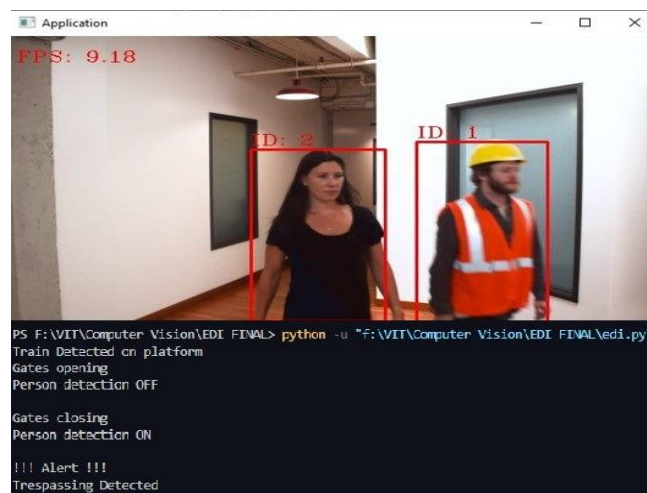 Application
FPS: 9.18
ID: 2
ID: 1
PS F:\VIT\Computer Vision\EDI FINAL> python -u "f:\VIT\Computer Vision\EDI FINAL\edi.py
Train Detected on platform
Gates opening
Person detection OFF
Gates closing
Person detection ON
!!! Alert !!!
Trespassing Detected